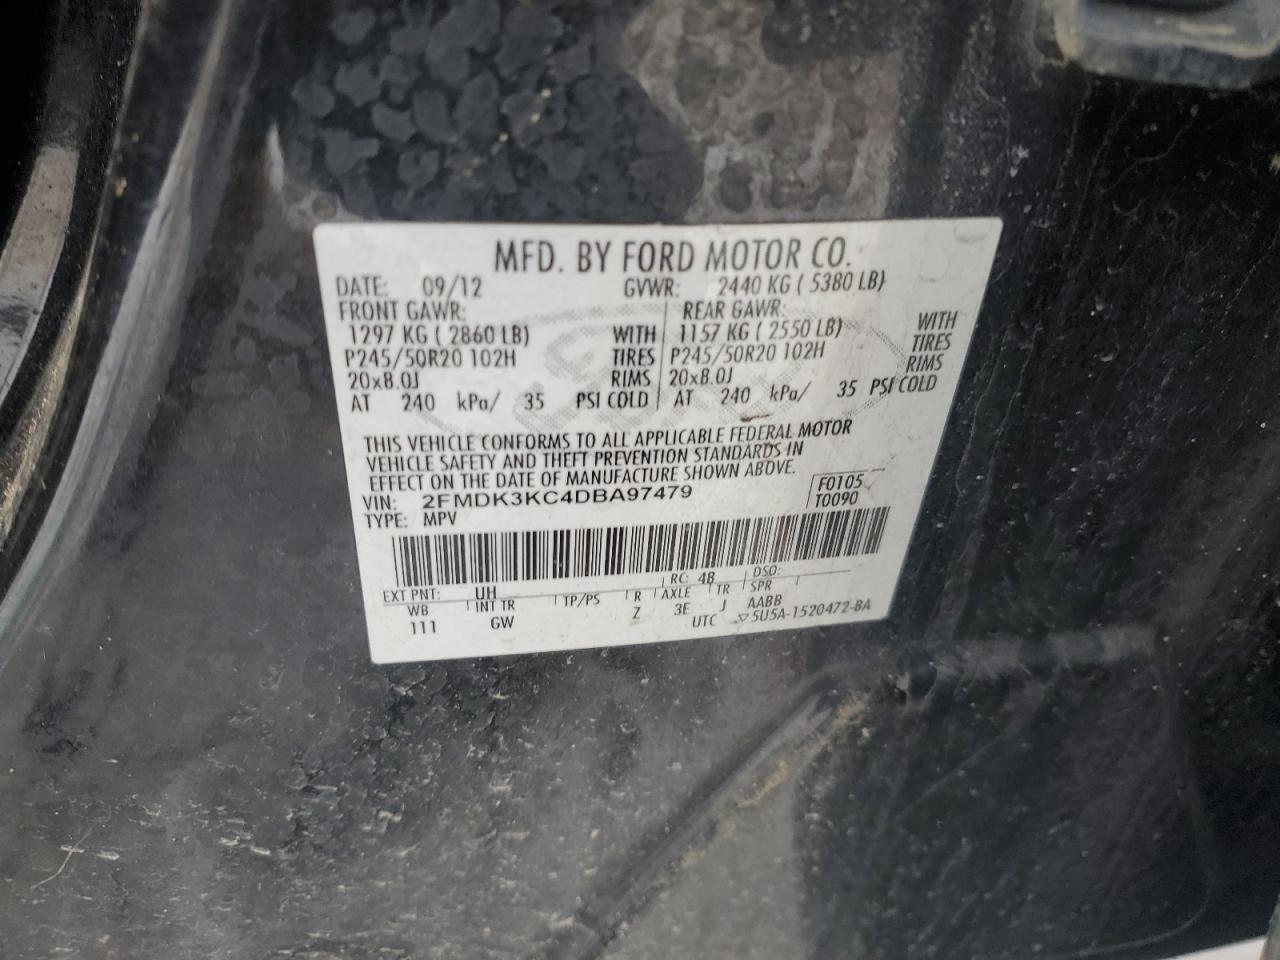 MFD. BY FORD MOTOR CO.
DATE: 09/12 GVWR: 2440 KG ( 5380 LB)
FRONT GAWR: REAR GAWR:
1297 KG ( 2860 LB) WITH 1157 KG ( 2550 LB) WITH
P245/50R20 102H TIRES P245/50R20 102H TIRES
20x8.0J RIMS 20x8.0J RIMS
AT 240 kPa/ 35 PSI COLD AT 240 kPa/ 35 PSI COLD
THIS VEHICLE CONFORMS TO ALL APPLICABLE FEDERAL MOTOR
VEHICLE SAFETY AND THEFT PREVENTION STANDARDS IN
EFFECT ON THE DATE OF MANUFACTURE SHOWN ABOVE.
VIN: 2FMDK3KC4DBA97479 F0105
TYPE: MPV T0090
EXT PNT: UH RC: 48 DSO:
WB INT TR TP/PS R AXLE TR SPR
111 GW Z 3E J AABB
UTC ▽5U5A-1520472-BA